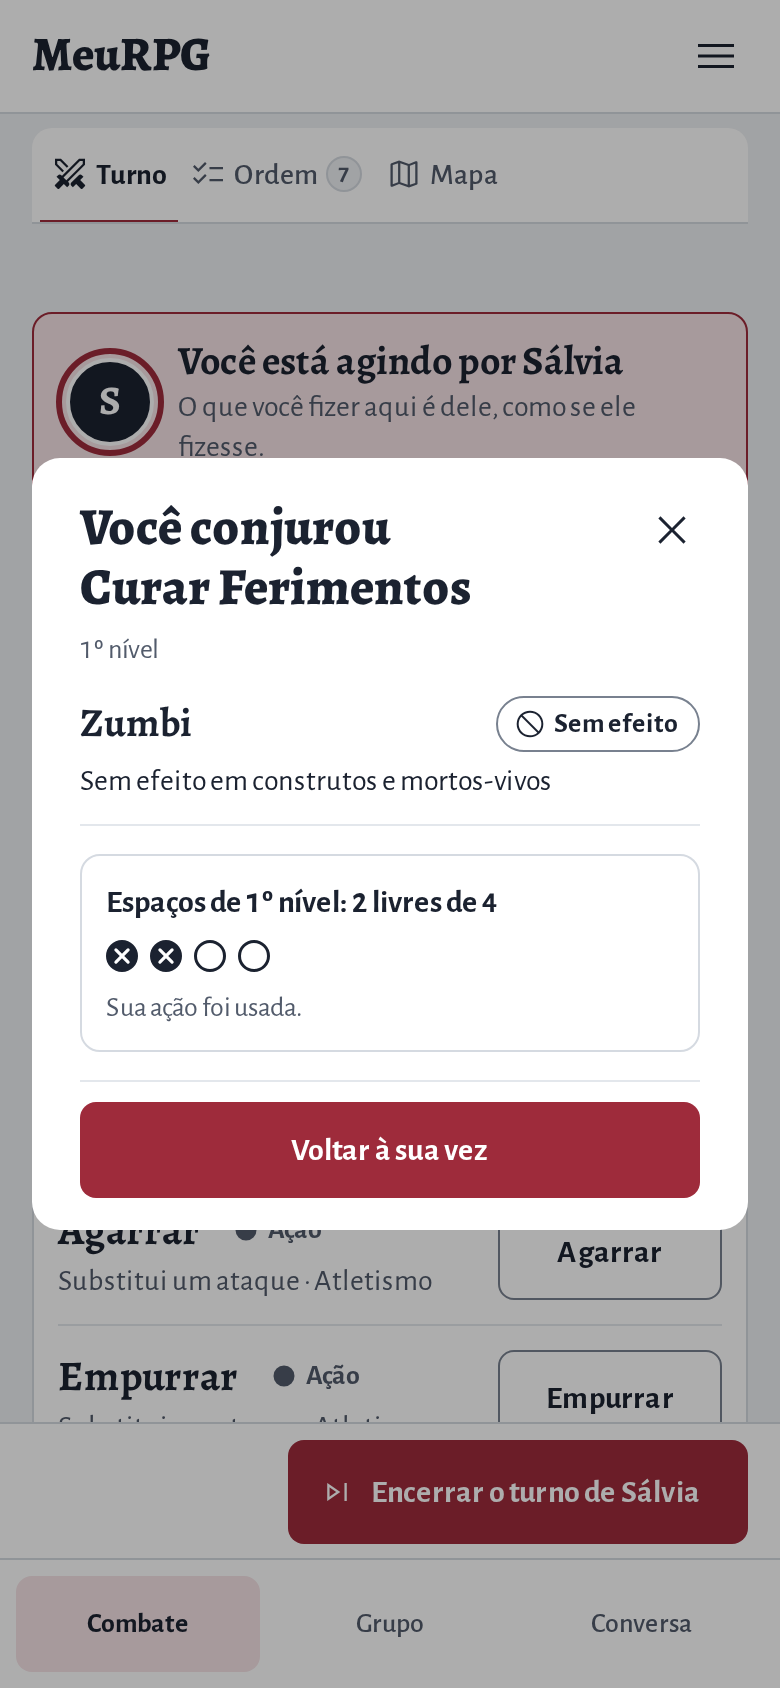 MeuRPG
Turno
Ordem 7
Mapa
S
Você está agindo por Sálvia
O que você fizer aqui é dele, como se ele
fizesse.
Você conjurou
Curar Ferimentos
1º nível
Zumbi
Sem efeito
Sem efeito em construtos e mortos-vivos
Espaços de 1º nível: 2 livres de 4
Sua ação foi usada.
Voltar à sua vez
Agarrar
Ação
Agarrar
Substitui um ataque · Atletismo
Empurrar
Ação
Empurrar
Encerrar o turno de Sálvia
Combate
Grupo
Conversa